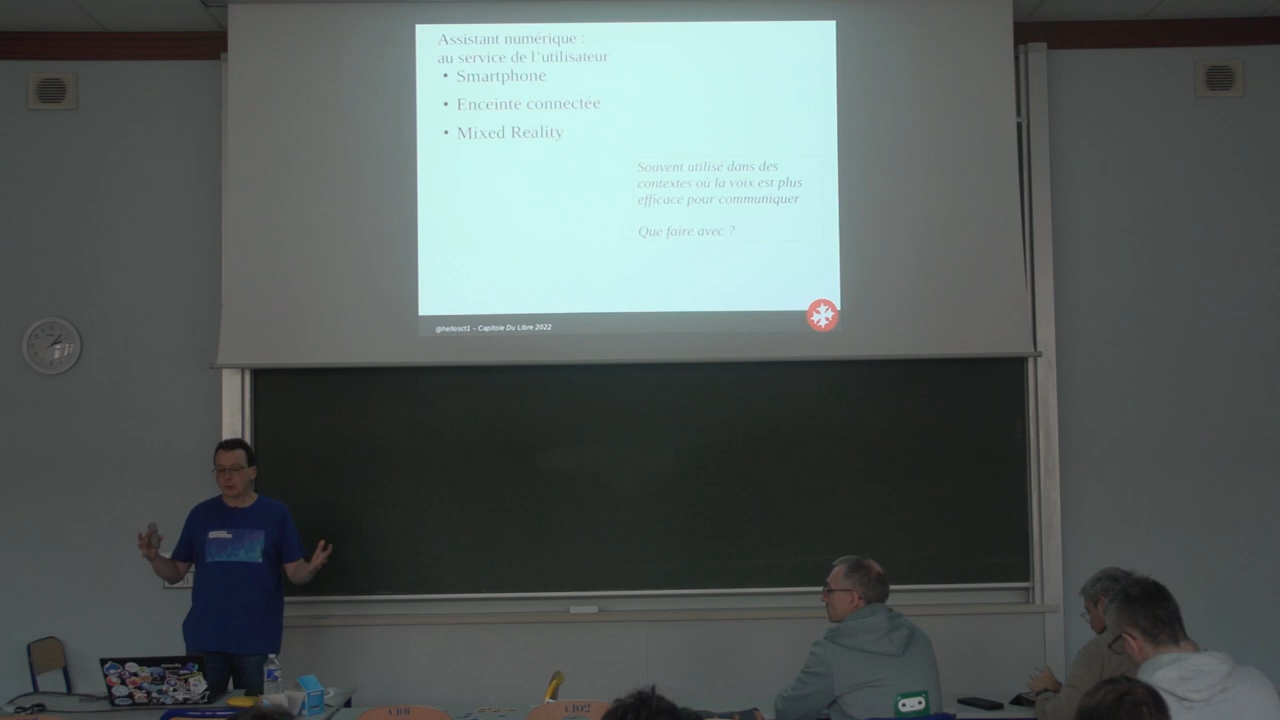 Assistant numérique :
au service de l'utilisateur
• Smartphone
• Enceinte connectée
• Mixed Reality
Souvent utilisé dans des
contextes ou la voix est plus
efficace pour communiquer
Que faire avec ?
@hellosct1 – Capitole Du Libre 2022